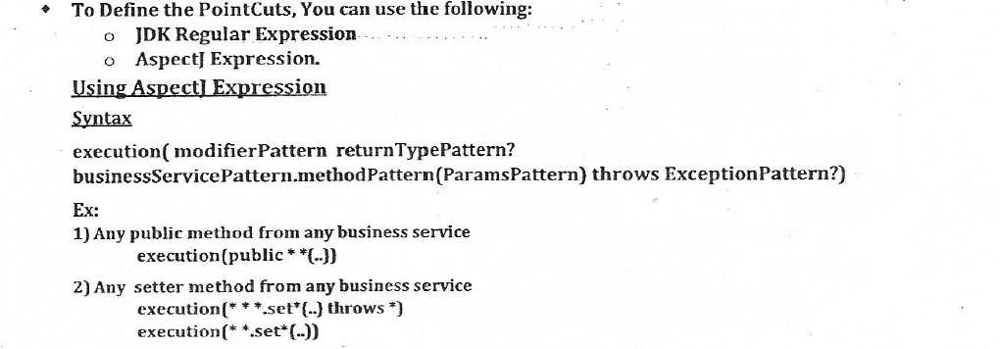 • To Define the PointCuts, You can use the following:
o JDK Regular Expression
o AspectJ Expression.
Using AspectJ Expression
Syntax
execution( modifierPattern returnTypePattern?
businessServicePattern.methodPattern(ParamsPattern) throws ExceptionPattern?)
Ex:
1) Any public method from any business service
execution(public * *(..))
2) Any setter method from any business service
execution(* * *.set*(..) throws *)
execution(* *.set*(..))